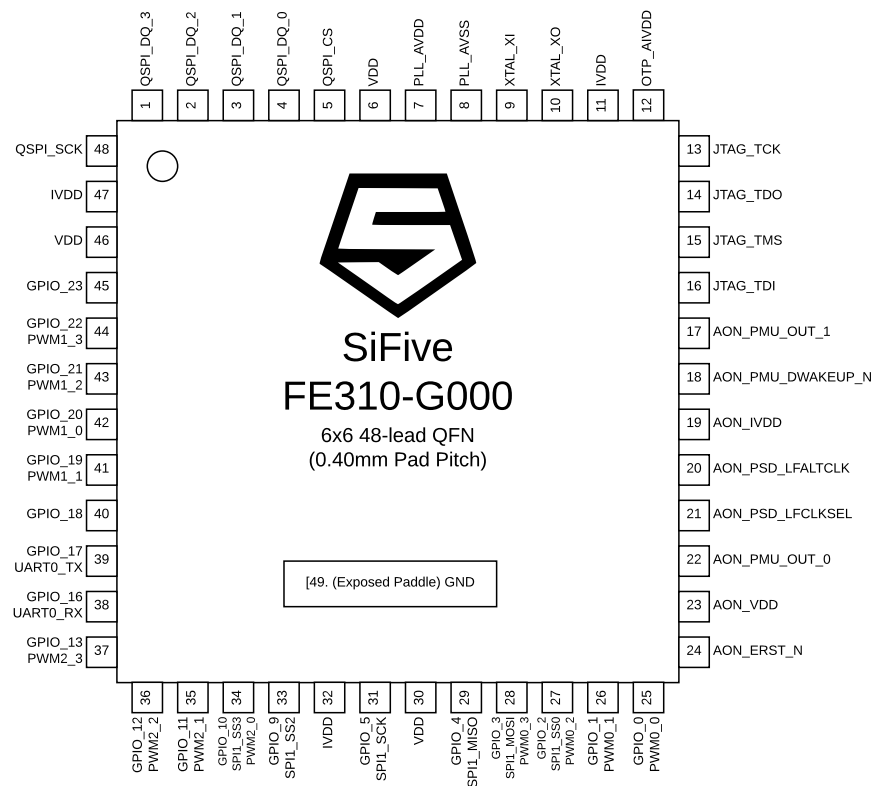 QSPI_DQ_3
QSPI_DQ_2
QSPI_DQ_1
QSPI_DQ_0
QSPI_CS
VDD
PLL_AVDD
PLL_AVSS
XTAL_XI
XTAL_XO
IVDD
OTP_AIVDD
1
2
3
4
5
6
7
8
9
10
11
12
QSPI_SCK 48
IVDD 47
VDD 46
GPIO_23 45
GPIO_22
PWM1_3
44
GPIO_21
PWM1_2
43
GPIO_20
PWM1_0
42
GPIO_19
PWM1_1
41
GPIO_18 40
GPIO_17
UART0_TX
39
GPIO_16
UART0_RX
38
GPIO_13
PWM2_3
37
SiFive
FE310-G000
6x6 48-lead QFN
(0.40mm Pad Pitch)
[49. (Exposed Paddle) GND
13 JTAG_TCK
14 JTAG_TDO
15 JTAG_TMS
16 JTAG_TDI
17 AON_PMU_OUT_1
18 AON_PMU_DWAKEUP_N
19 AON_IVDD
20 AON_PSD_LFALTCLK
21 AON_PSD_LFCLKSEL
22 AON_PMU_OUT_0
23 AON_VDD
24 AON_ERST_N
36
35
34
33
32
31
30
29
28
27
26
25
GPIO_12
PWM2_2
GPIO_11
PWM2_1
GPIO_10
SPI1_SS3
PWM2_0
GPIO_9
SPI1_SS2
IVDD
GPIO_5
SPI1_SCK
VDD
GPIO_4
SPI1_MISO
GPIO_3
SPI1_MOSI
PWM0_3
GPIO_2
SPI1_SS0
PWM0_2
GPIO_1
PWM0_1
GPIO_0
PWM0_0